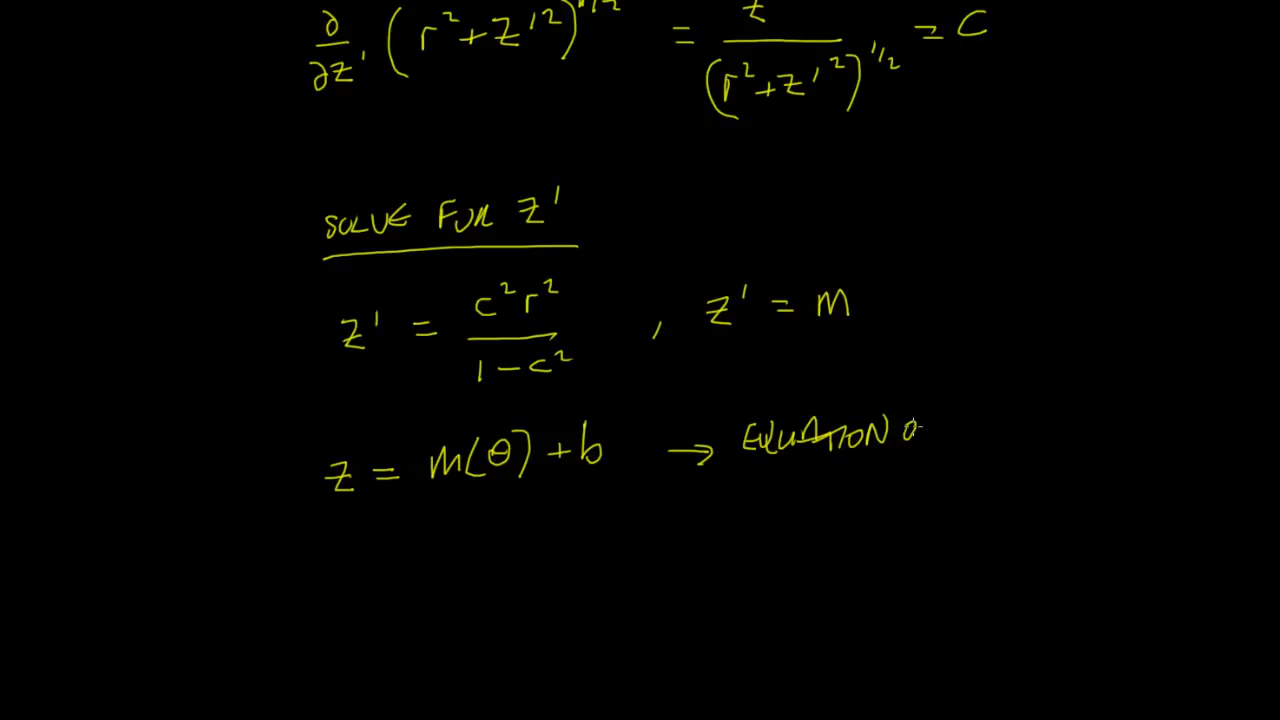 ∂/∂z' (r²+z'²)^1/2 = z/(r²+z'²)^1/2 = C
SOLVE FOR z'
z' = c²r²/1-c² , z' = m
z = m(θ)+b → EQUATION O